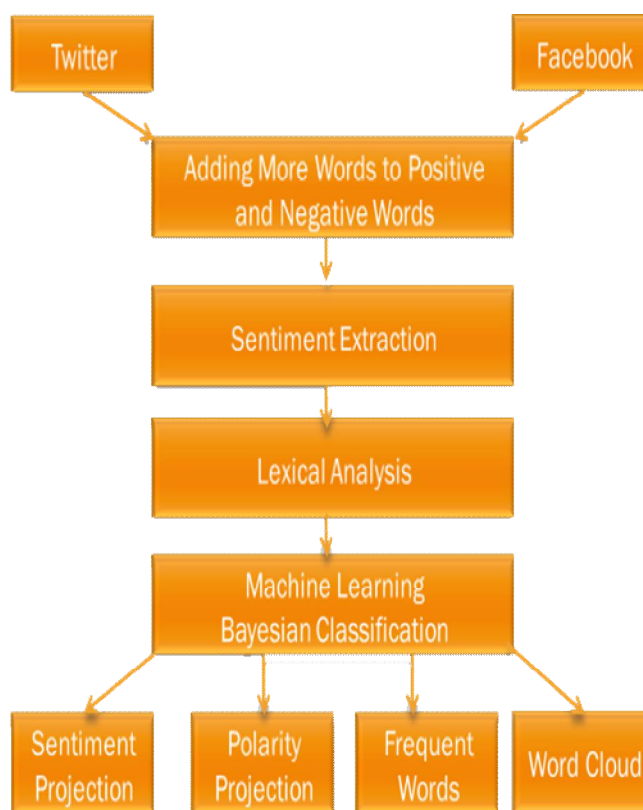 Twitter
Facebook
Adding More Words to Positive
and Negative Words
Sentiment Extraction
Lexical Analysis
Machine Learning
Bayesian Classification
Sentiment
Projection
Polarity
Projection
Frequent
Words
Word Cloud